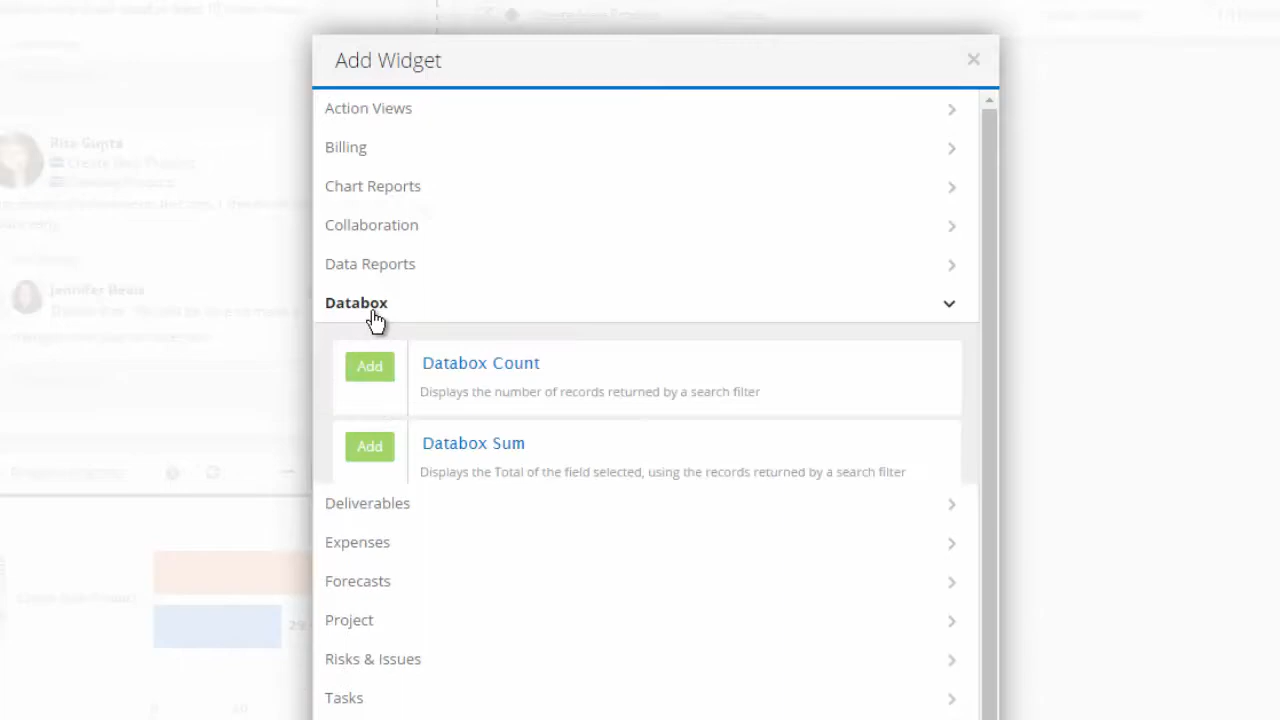 Add Widget
Action Views
Billing
Chart Reports
Collaboration
Data Reports
Databox
Add
Databox Count
Displays the number of records returned by a search filter
Add
Databox Sum
Displays the Total of the field selected, using the records returned by a search filter
Deliverables
Expenses
Forecasts
Project
Risks & Issues
Tasks
Rita Gupta